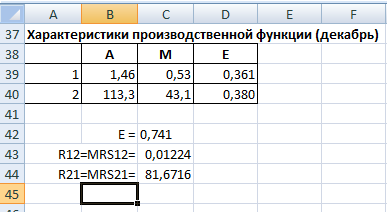 A B C D E F
37 Характеристики производственной функции (декабрь)
38 A M E
39 1 1,46 0,53 0,361
40 2 113,3 43,1 0,380
41
42 E = 0,741
43 R12=MRS12= 0,01224
44 R21=MRS21= 81,6716
45